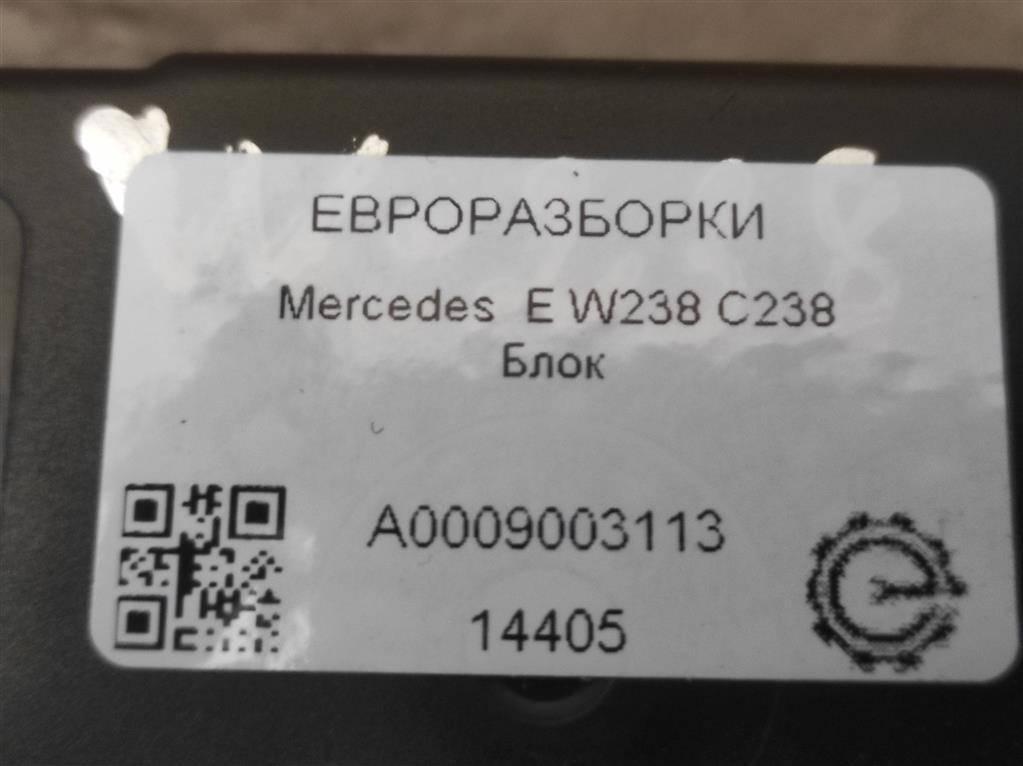 ЕВРОРАЗБОРКИ
Mercedes E W238 C238
Блок
A0009003113
14405